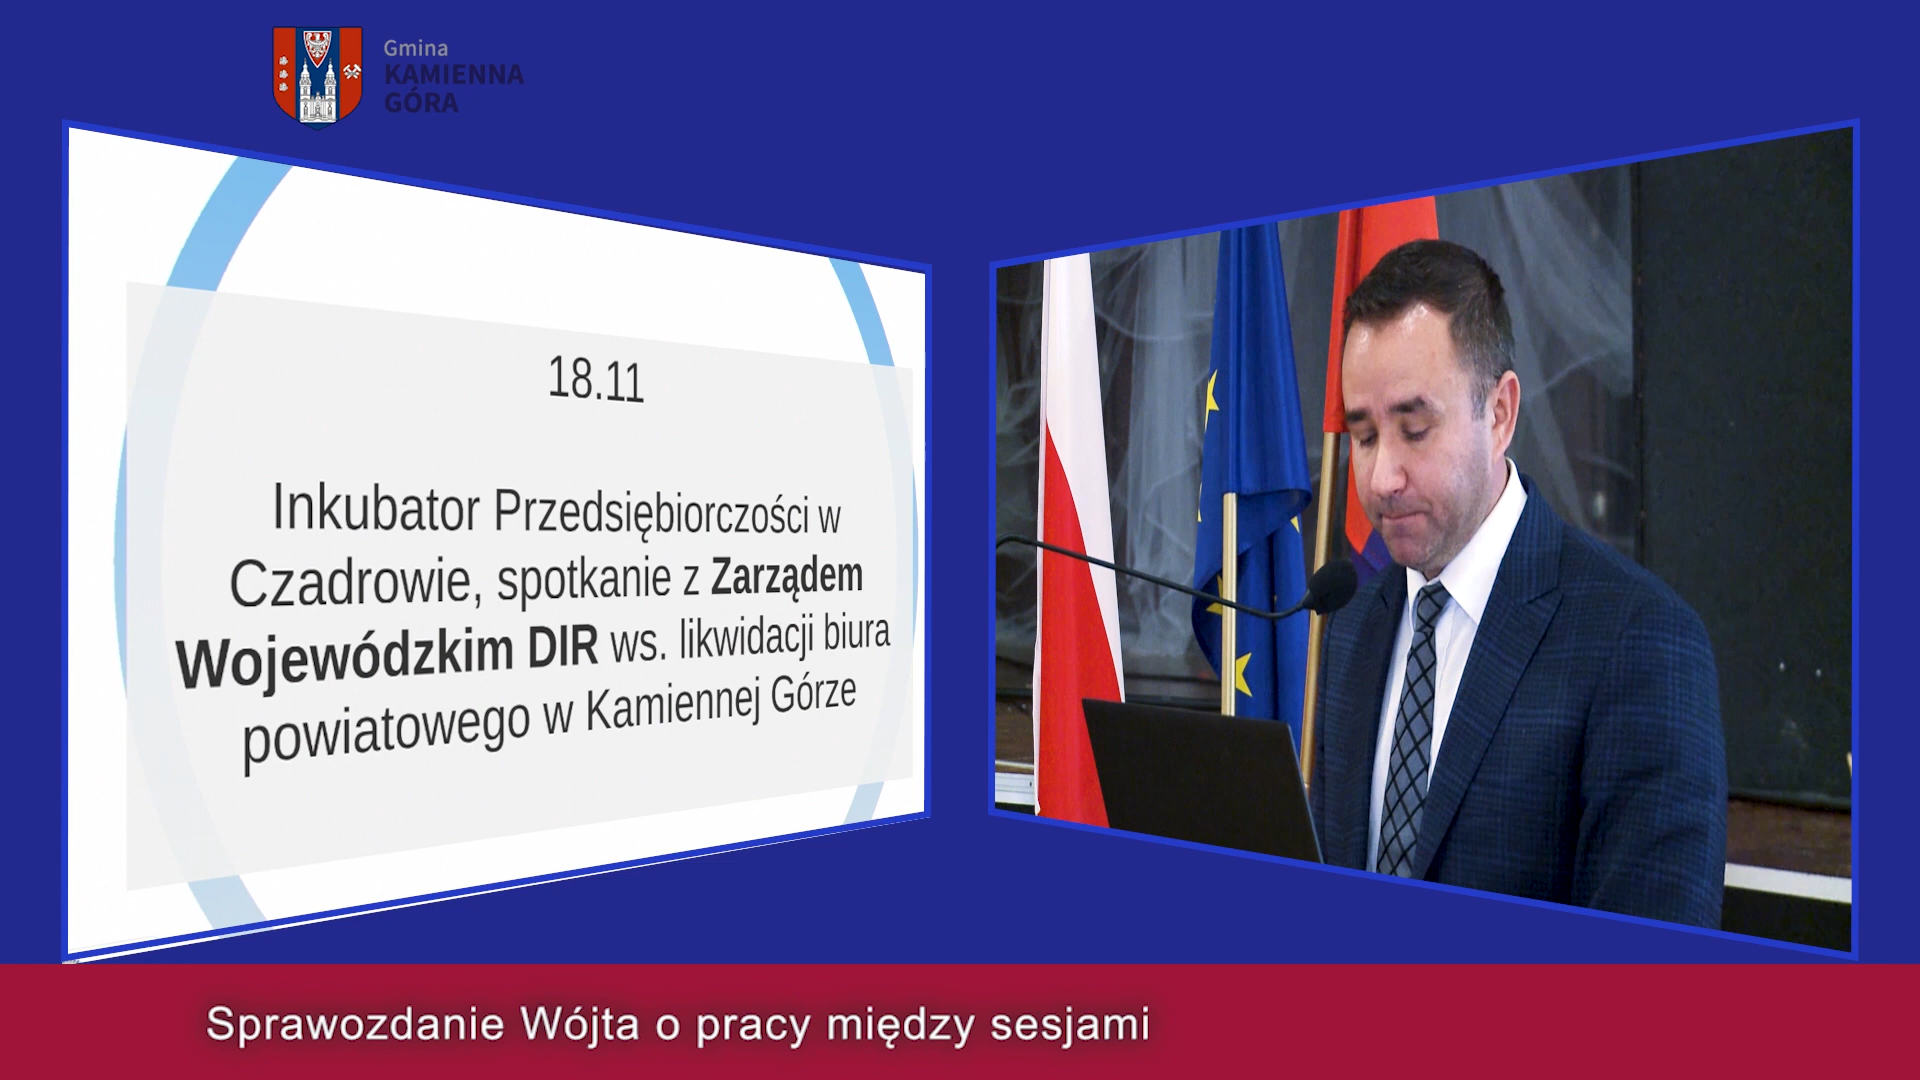 Gmina
KAMIENNA
GÓRA
18.11
Inkubator Przedsiębiorczości w
Czadrowie, spotkanie z Zarządem
Wojewódzkim DIR ws. likwidacji biura
powiatowego w Kamiennej Górze
Sprawozdanie Wójta o pracy między sesjami